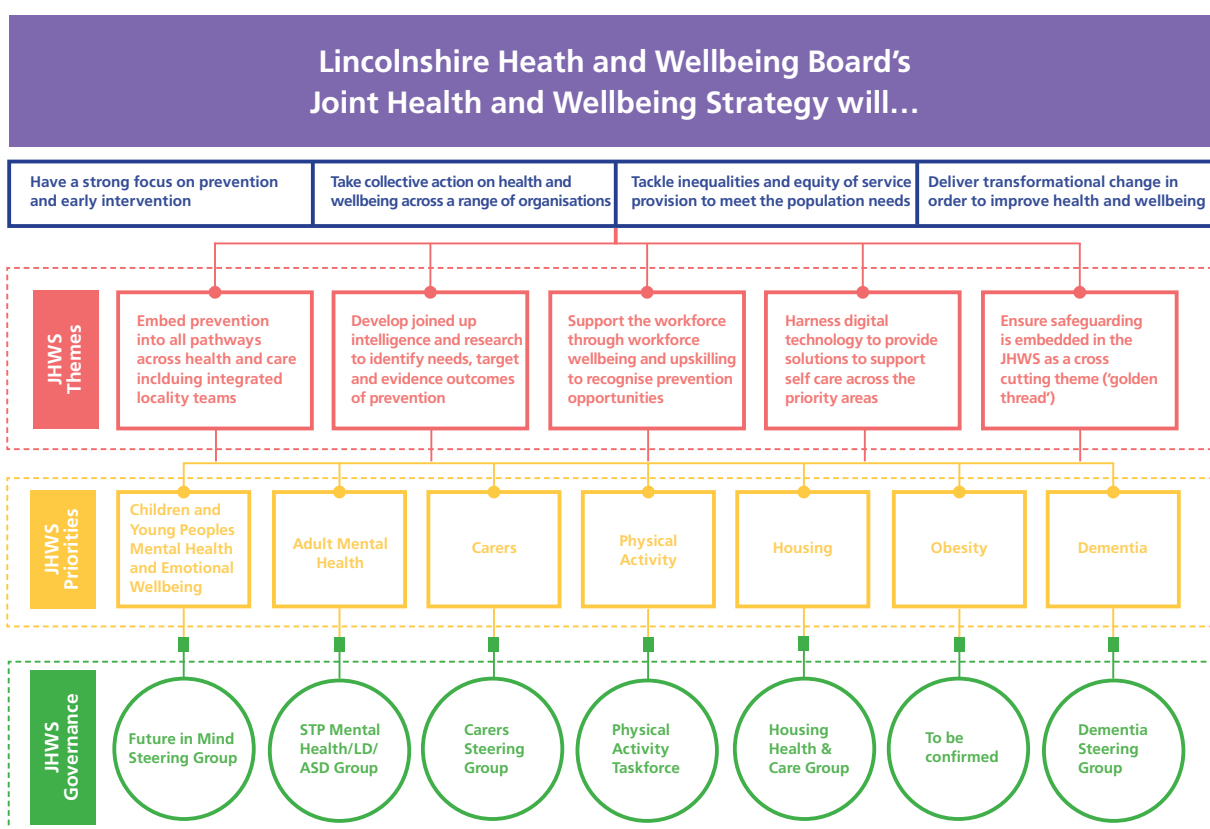 Lincolnshire Heath and Wellbeing Board's
Joint Health and Wellbeing Strategy will…
Have a strong focus on prevention
and early intervention
Take collective action on health and
wellbeing across a range of organisations
Tackle inequalities and equity of service
provision to meet the population needs
Deliver transformational change in
order to improve health and wellbeing
JHWS
Themes
Embed prevention
into all pathways
across health and care
inclduing integrated
locality teams
Develop joined up
intelligence and research
to identify needs, target
and evidence outcomes
of prevention
Support the workforce
through workforce
wellbeing and upskilling
to recognise prevention
opportunities
Harness digital
technology to provide
solutions to support
self care across the
priority areas
Ensure safeguarding
is embedded in the
JHWS as a cross
cutting theme (‘golden
thread’)
JHWS
Priorities
Children and
Young Peoples
Mental Health
and Emotional
Wellbeing
Adult Mental
Health
Carers
Physical
Activity
Housing
Obesity
Dementia
JHWS
Governance
Future in Mind
Steering Group
STP Mental
Health/LD/
ASD Group
Carers
Steering
Group
Physical
Activity
Taskforce
Housing
Health &
Care Group
To be
confirmed
Dementia
Steering
Group